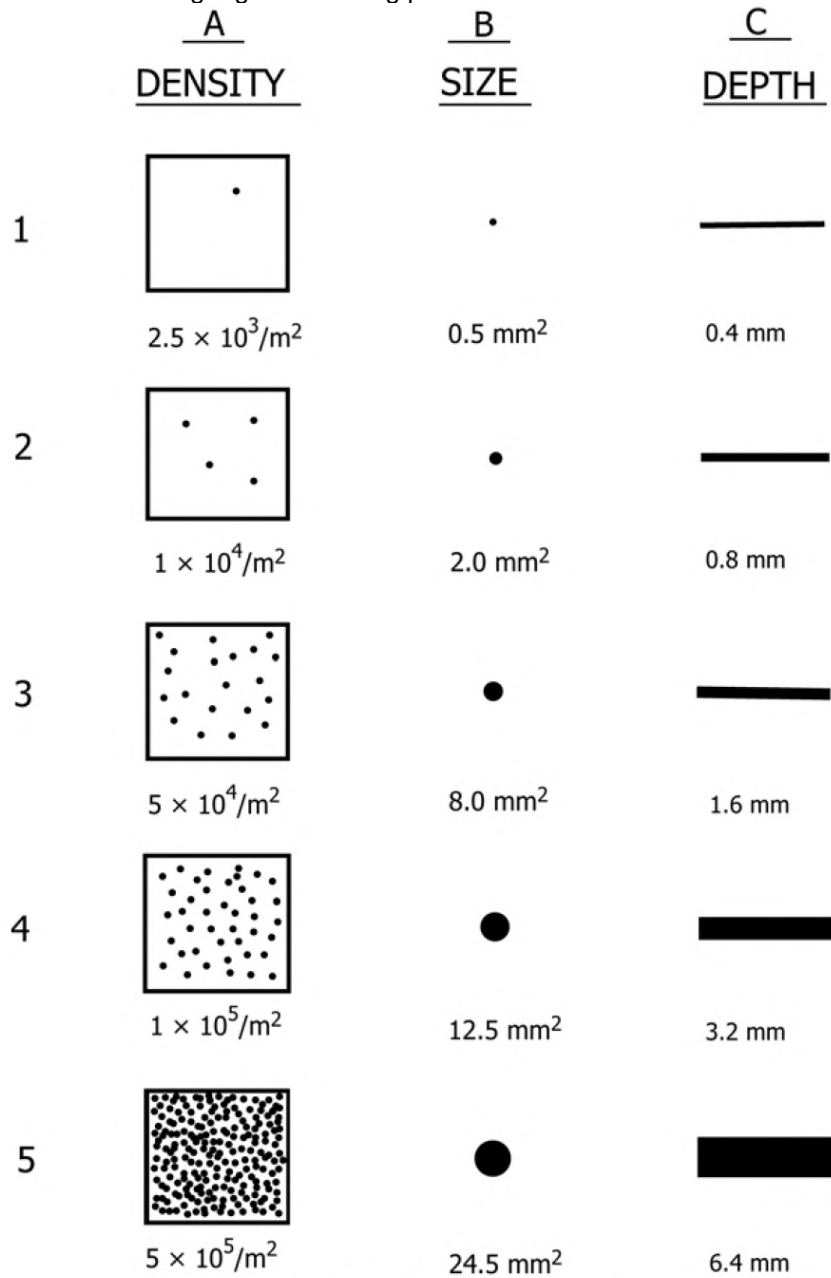 A B C
DENSITY SIZE DEPTH
1
2.5 × 10³/m² 0.5 mm² 0.4 mm
2
1 × 10⁴/m² 2.0 mm² 0.8 mm
3
5 × 10⁴/m² 8.0 mm² 1.6 mm
4
1 × 10⁵/m² 12.5 mm² 3.2 mm
5
5 × 10⁵/m² 24.5 mm² 6.4 mm